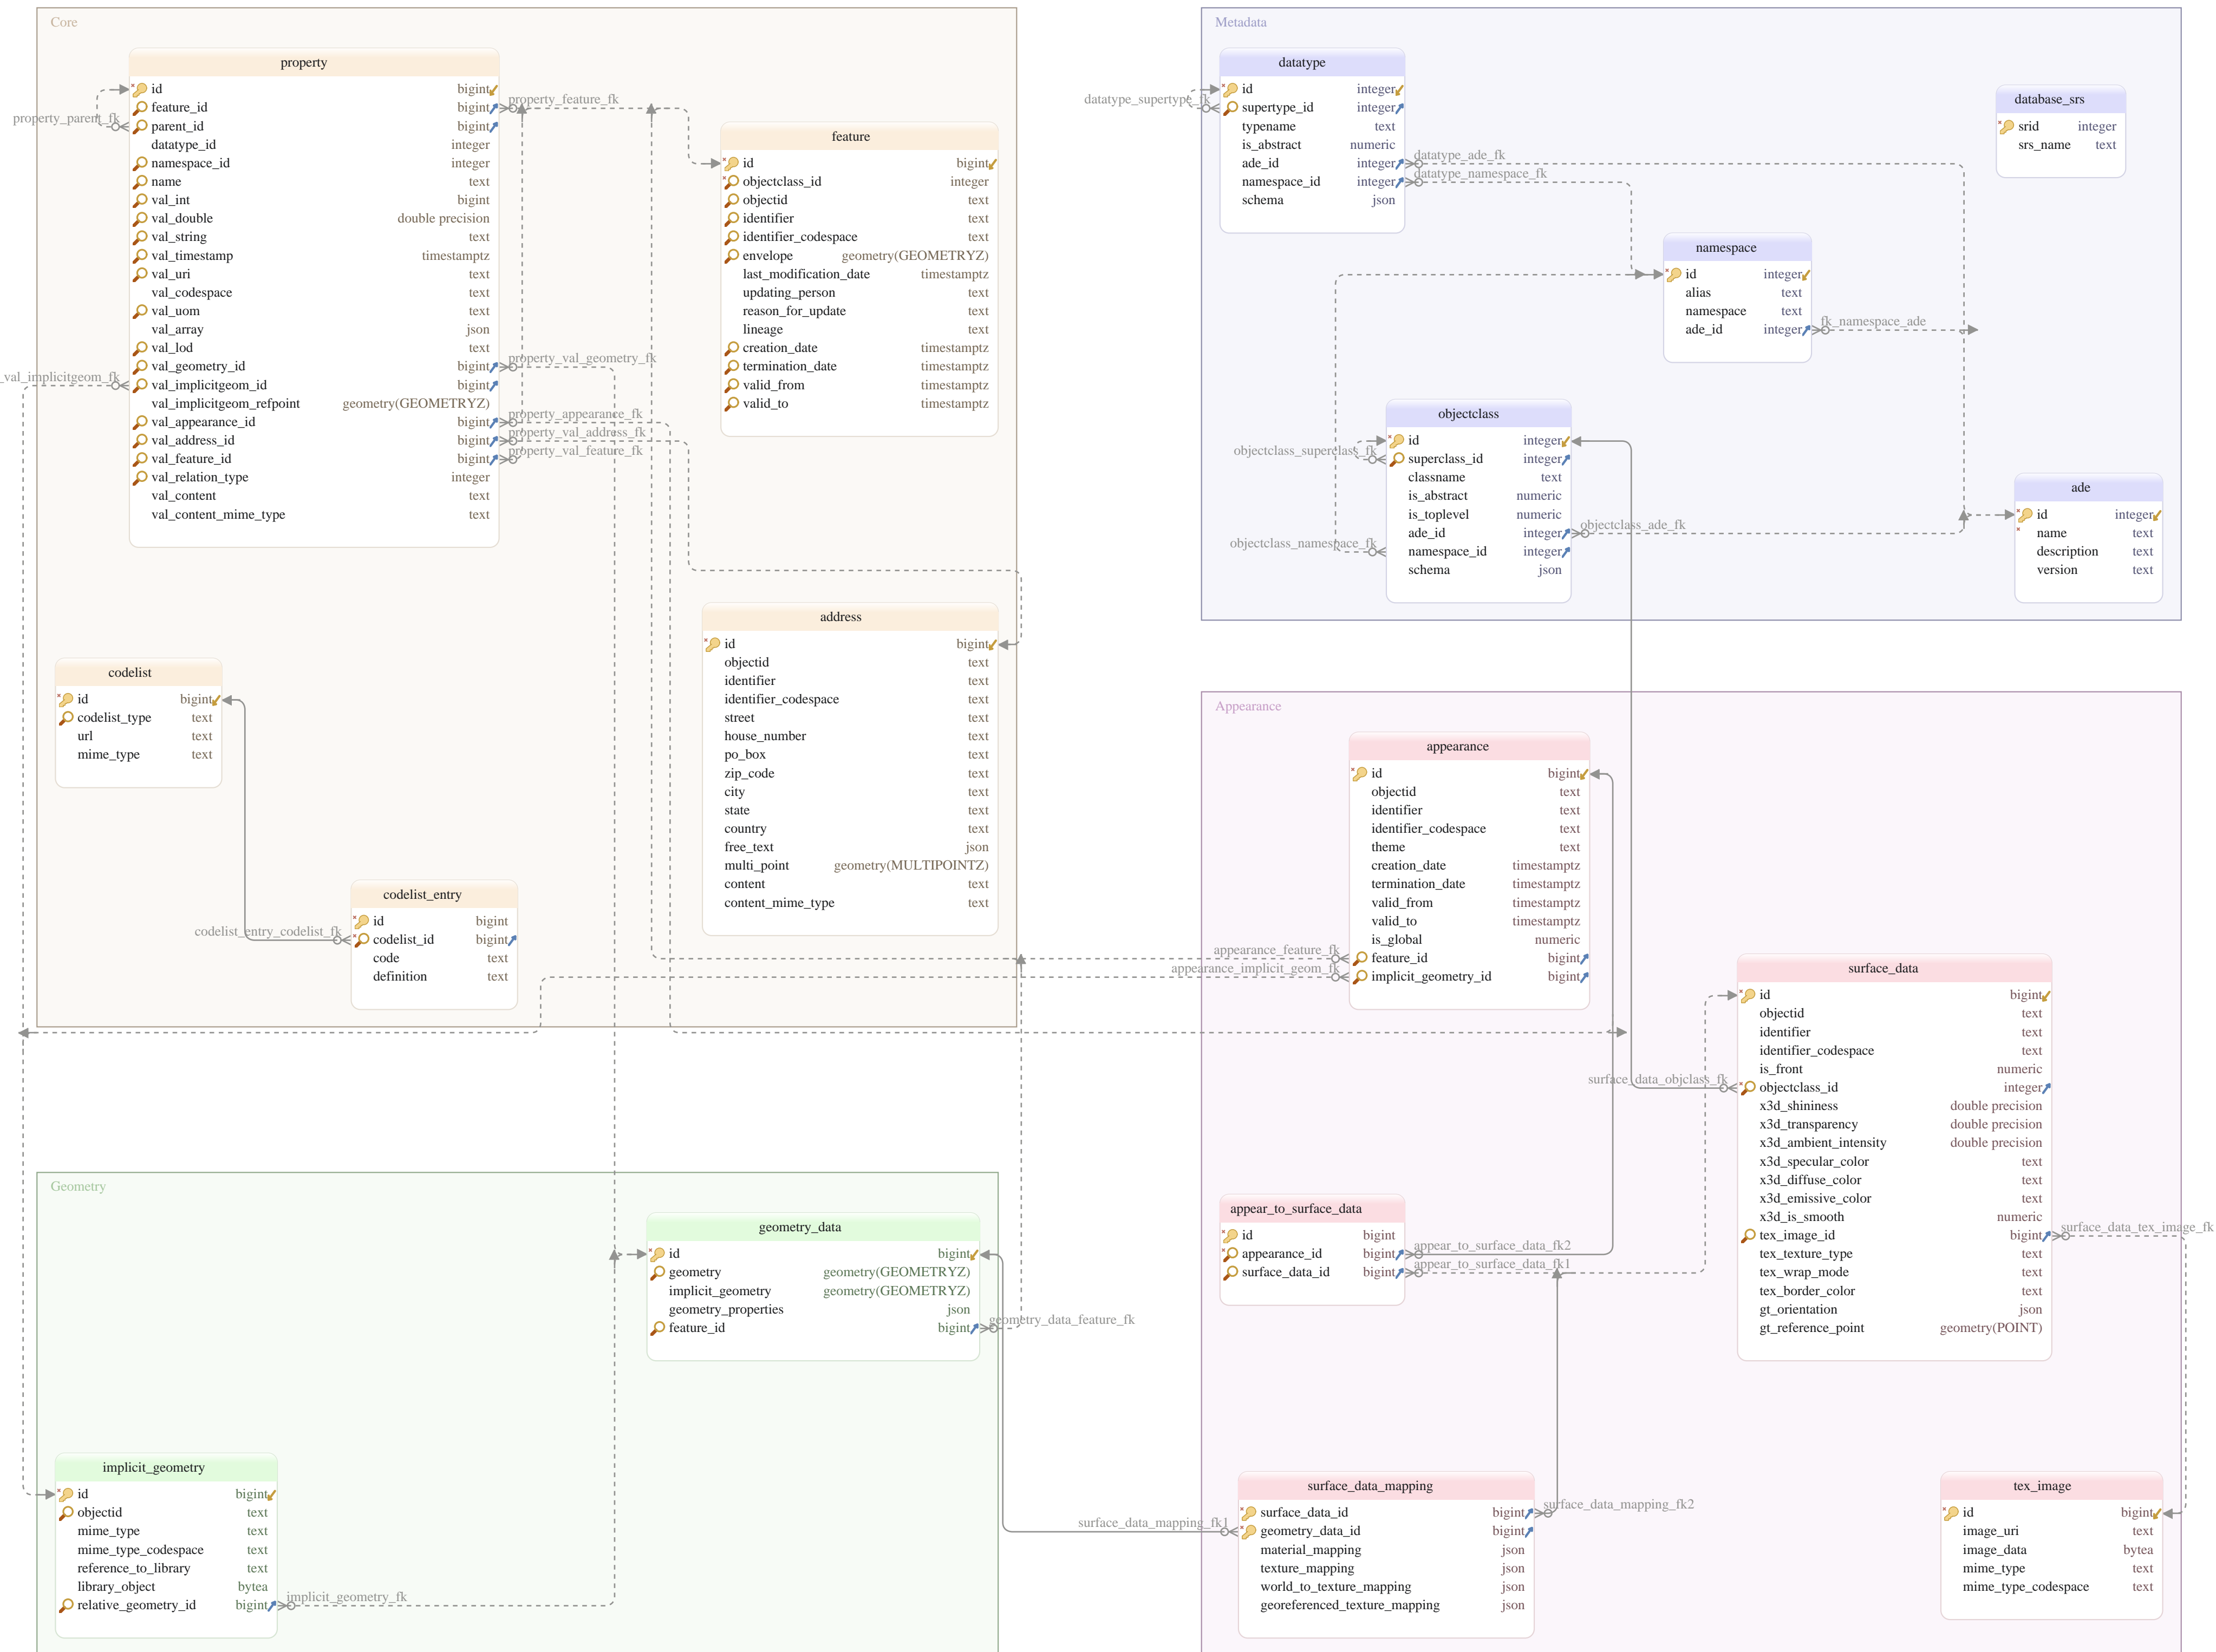 Core
property
id bigint
feature_id bigint
parent_id bigint
datatype_id integer
namespace_id integer
name text
val_int bigint
val_double double precision
val_string text
val_timestamp timestamptz
val_uri text
val_codespace text
val_uom text
val_array json
val_lod text
val_geometry_id bigint
val_implicitgeom_id bigint
val_implicitgeom_refpoint geometry(GEOMETRYZ)
val_appearance_id bigint
val_address_id bigint
val_feature_id bigint
val_relation_type integer
val_content text
val_content_mime_type text
property_parent_fk
_val_implicitgeom_fk
property_feature_fk
property_val_geometry_fk
property_appearance_fk
property_val_address_fk
property_val_feature_fk
feature
id bigint
objectclass_id integer
objectid text
identifier text
identifier_codespace text
envelope geometry(GEOMETRYZ)
last_modification_date timestamptz
updating_person text
reason_for_update text
lineage text
creation_date timestamptz
termination_date timestamptz
valid_from timestamptz
valid_to timestamptz
address
id bigint
objectid text
identifier text
identifier_codespace text
street text
house_number text
po_box text
zip_code text
city text
state text
country text
free_text json
multi_point geometry(MULTIPOINTZ)
content text
content_mime_type text
codelist
id bigint
codelist_type text
url text
mime_type text
codelist_entry
id bigint
codelist_id bigint
code text
definition text
codelist_entry_codelist_fk
Metadata
datatype
id integer
supertype_id integer
typename text
is_abstract numeric
ade_id integer
namespace_id integer
schema json
datatype_supertype_fk
datatype_ade_fk
datatype_namespace_fk
database_srs
srid integer
srs_name text
namespace
id integer
alias text
namespace text
ade_id integer
fk_namespace_ade
objectclass
id integer
superclass_id integer
classname text
is_abstract numeric
is_toplevel numeric
ade_id integer
namespace_id integer
schema json
objectclass_superclass_fk
objectclass_namespace_fk
objectclass_ade_fk
ade
id integer
name text
description text
version text
Appearance
appearance
id bigint
objectid text
identifier text
identifier_codespace text
theme text
creation_date timestamptz
termination_date timestamptz
valid_from timestamptz
valid_to timestamptz
is_global numeric
feature_id bigint
implicit_geometry_id bigint
appearance_feature_fk
appearance_implicit_geom_fk
surface_data
id bigint
objectid text
identifier text
identifier_codespace text
is_front numeric
objectclass_id integer
x3d_shininess double precision
x3d_transparency double precision
x3d_ambient_intensity double precision
x3d_specular_color text
x3d_diffuse_color text
x3d_emissive_color text
x3d_is_smooth numeric
tex_image_id bigint
tex_texture_type text
tex_wrap_mode text
tex_border_color text
gt_orientation json
gt_reference_point geometry(POINT)
surface_data_objclass_fk
surface_data_tex_image_fk
appear_to_surface_data
id bigint
appearance_id bigint
surface_data_id bigint
appear_to_surface_data_fk2
appear_to_surface_data_fk1
surface_data_mapping
surface_data_id bigint
geometry_data_id bigint
material_mapping json
texture_mapping json
world_to_texture_mapping json
georeferenced_texture_mapping json
surface_data_mapping_fk1
surface_data_mapping_fk2
tex_image
id bigint
image_uri text
image_data bytea
mime_type text
mime_type_codespace text
Geometry
geometry_data
id bigint
geometry geometry(GEOMETRYZ)
implicit_geometry geometry(GEOMETRYZ)
geometry_properties json
feature_id bigint
geometry_data_feature_fk
implicit_geometry
id bigint
objectid text
mime_type text
mime_type_codespace text
reference_to_library text
library_object bytea
relative_geometry_id bigint
implicit_geometry_fk